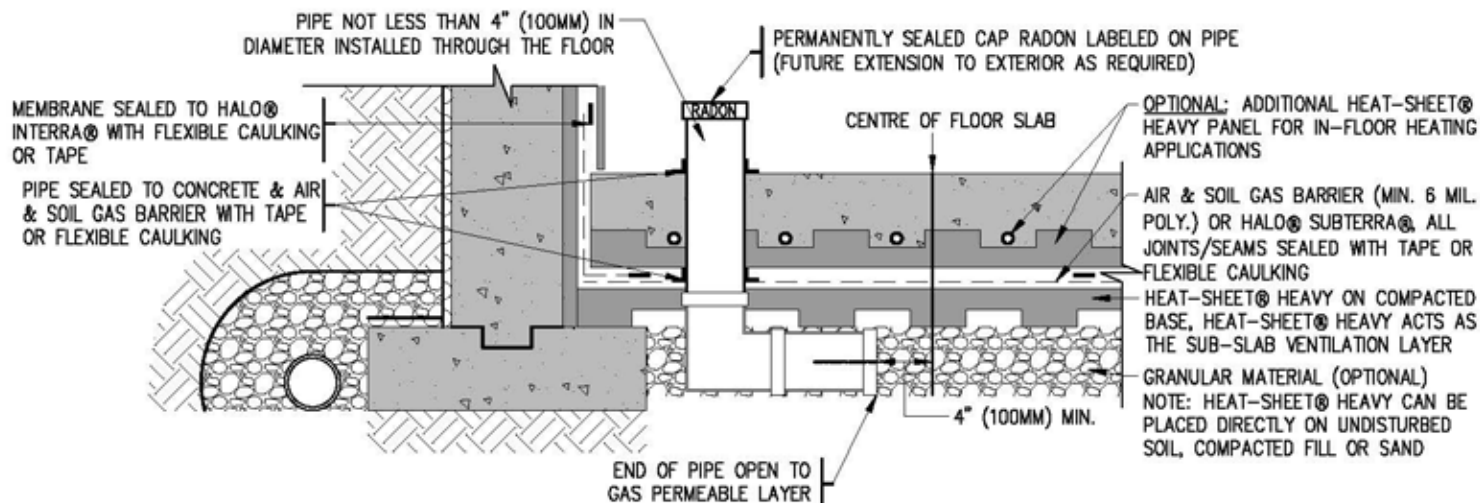 PIPE NOT LESS THAN 4" (100MM) IN
DIAMETER INSTALLED THROUGH THE FLOOR
PERMANENTLY SEALED CAP RADON LABELED ON PIPE
(FUTURE EXTENSION TO EXTERIOR AS REQUIRED)
MEMBRANE SEALED TO HALO®
INTERRA® WITH FLEXIBLE CAULKING
OR TAPE
PIPE SEALED TO CONCRETE & AIR
& SOIL GAS BARRIER WITH TAPE
OR FLEXIBLE CAULKING
RADON
CENTRE OF FLOOR SLAB
OPTIONAL: ADDITIONAL HEAT-SHEET®
HEAVY PANEL FOR IN-FLOOR HEATING
APPLICATIONS
AIR & SOIL GAS BARRIER (MIN. 6 MIL.
POLY.) OR HALO® SUBTERRA®, ALL
JOINTS/SEAMS SEALED WITH TAPE OR
FLEXIBLE CAULKING
HEAT-SHEET® HEAVY ON COMPACTED
BASE, HEAT-SHEET® HEAVY ACTS AS
THE SUB-SLAB VENTILATION LAYER
GRANULAR MATERIAL (OPTIONAL)
NOTE: HEAT-SHEET® HEAVY CAN BE
PLACED DIRECTLY ON UNDISTURBED
SOIL, COMPACTED FILL OR SAND
4" (100MM) MIN.
END OF PIPE OPEN TO
GAS PERMEABLE LAYER